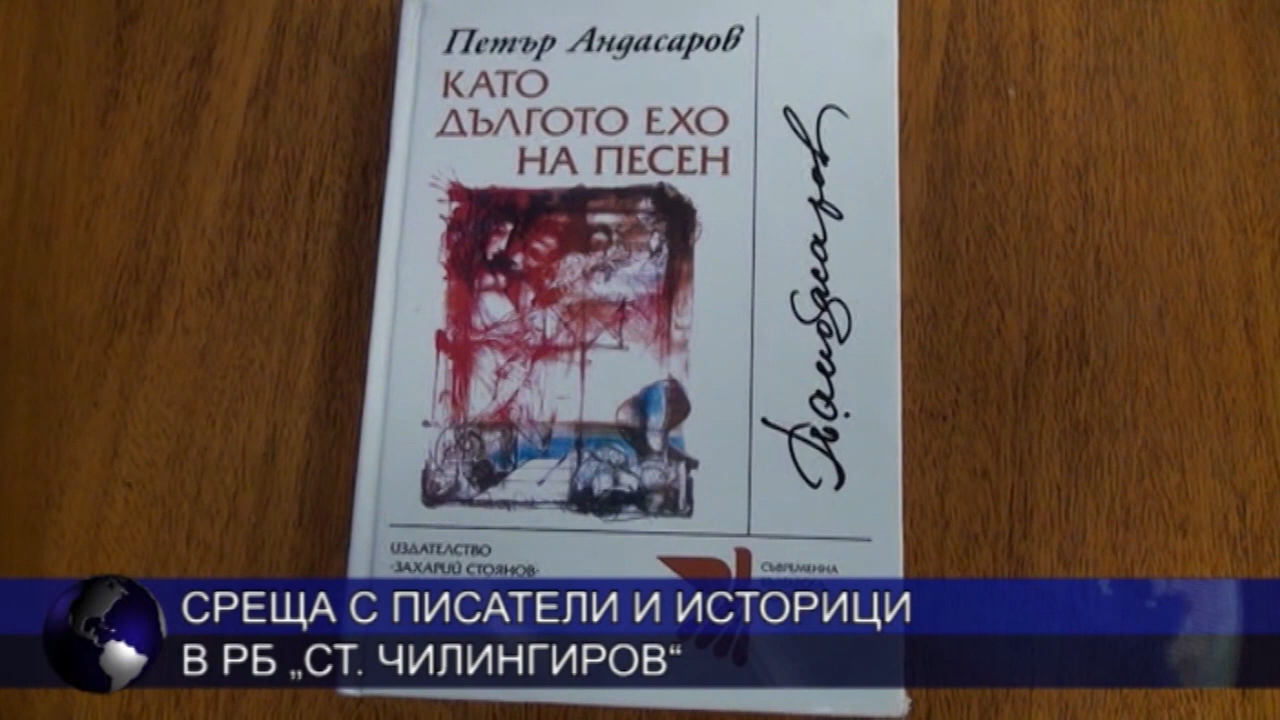 Петър Андасаров
КАТО
ДЪЛГОТО ЕХО
НА ПЕСЕН
ИЗДАТЕЛСТВО
"ЗАХАРИЙ СТОЯНОВ"
СЪВРЕМЕННА
СРЕЩА С ПИСАТЕЛИ И ИСТОРИЦИ
В РБ „СТ. ЧИЛИНГИРОВ“